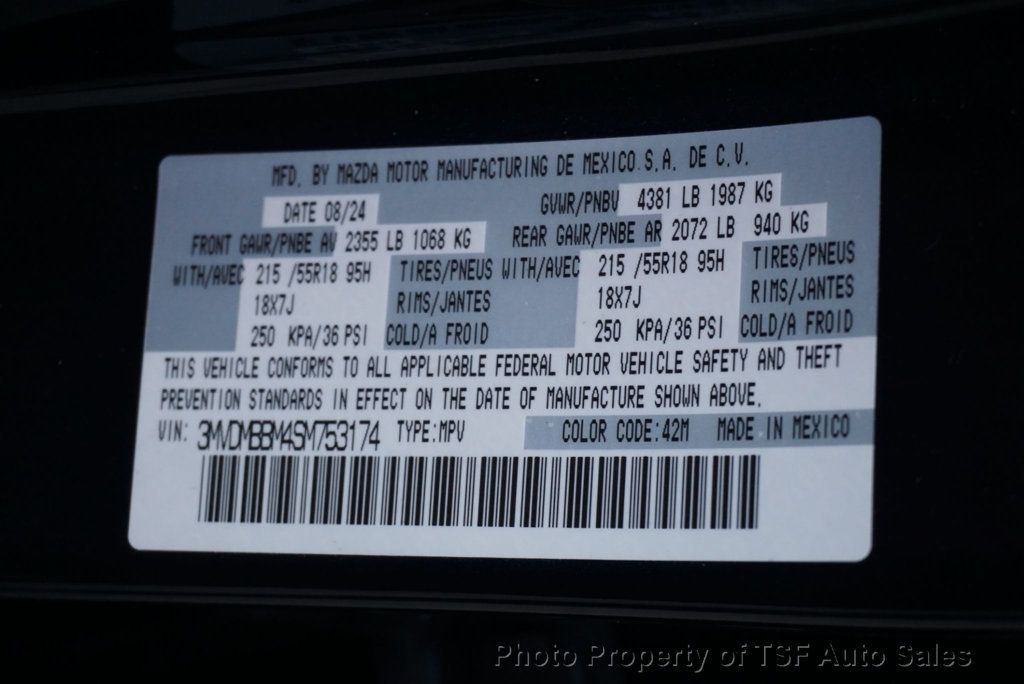 MFD. BY MAZDA MOTOR MANUFACTURING DE MEXICO.S.A. DE C.V.
DATE 08/24 GVWR/PNBV 4381 LB 1987 KG
FRONT GAWR/PNBE AV 2355 LB 1068 KG REAR GAWR/PNBE AR 2072 LB 940 KG
WITH/AVEC 215 /55R18 95H TIRES/PNEUS WITH/AVEC 215 /55R18 95H TIRES/PNEUS
18X7J RIMS/JANTES 18X7J RIMS/JANTES
250 KPA/36 PSI COLD/A FROID 250 KPA/36 PSI COLD/A FROID
THIS VEHICLE CONFORMS TO ALL APPLICABLE FEDERAL MOTOR VEHICLE SAFETY AND THEFT
PREVENTION STANDARDS IN EFFECT ON THE DATE OF MANUFACTURE SHOWN ABOVE.
VIN: 3MVDMBBM4SM753174 TYPE:MPV COLOR CODE:42M MADE IN MEXICO
Photo Property of TSF Auto Sales